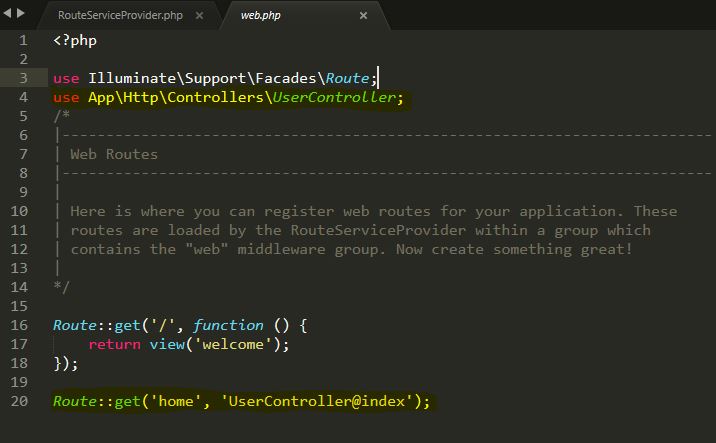 RouteServiceProvider.php × web.php ×
1 <?php
2
3 use Illuminate\Support\Facades\Route;
4 use App\Http\Controllers\UserController;
5 /*
6 |--------------------------------------------------------------------------
7 | Web Routes
8 |--------------------------------------------------------------------------
9 |
10 | Here is where you can register web routes for your application. These
11 | routes are loaded by the RouteServiceProvider within a group which
12 | contains the "web" middleware group. Now create something great!
13 |
14 */
15
16 Route::get('/', function () {
17     return view('welcome');
18 });
19
20 Route::get('home', 'UserController@index');